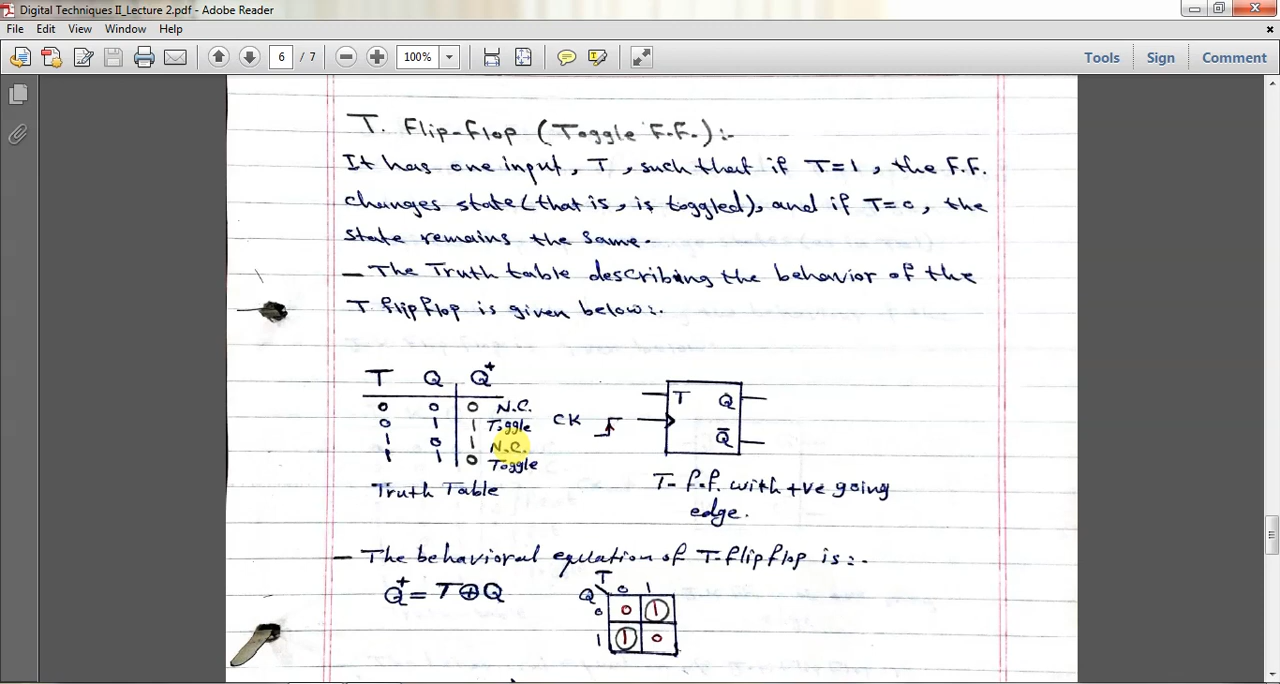 Digital Techniques II_Lecture 2.pdf - Adobe Reader
File Edit View Window Help
6 / 7 100% Tools Sign Comment
T. Flip-Flop (Toggle F.F.):-
It has one input, T, such that if T=1, the F.F.
changes state (that is, is toggled), and if T=0, the
state remains the same.
- The Truth table describing the behavior of the
T flipflop is given below:.
T Q Q+
0 0 0 N.C.
0 1 1 Toggle
1 0 1 N.C.
1 1 0 Toggle
Truth Table
CK
T Q
Q̅
T- f.f. with +ve going
edge.
- The behavioral equation of T-flipflop is:-
Q+ = T⊕Q
T
Q 0 1
0 0 1
1 1 0